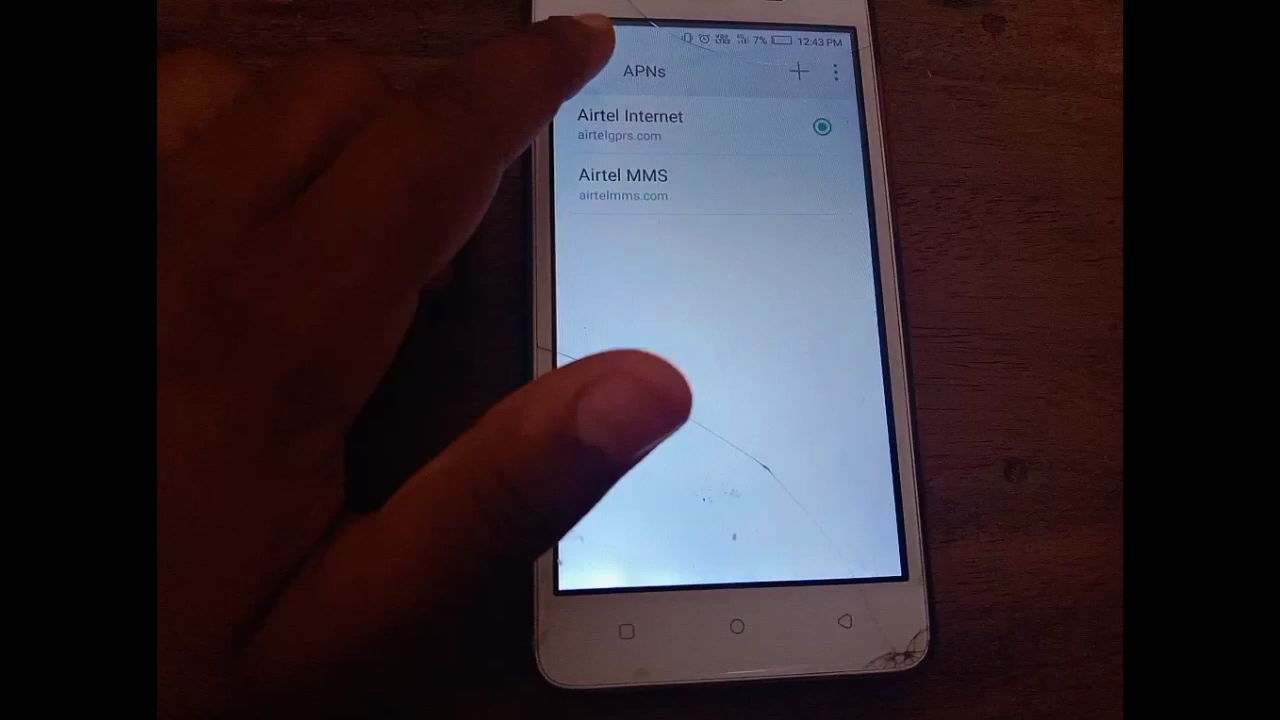 7% 12:43 PM
APNs
Airtel Internet
airtelgprs.com
Airtel MMS
airtelmms.com